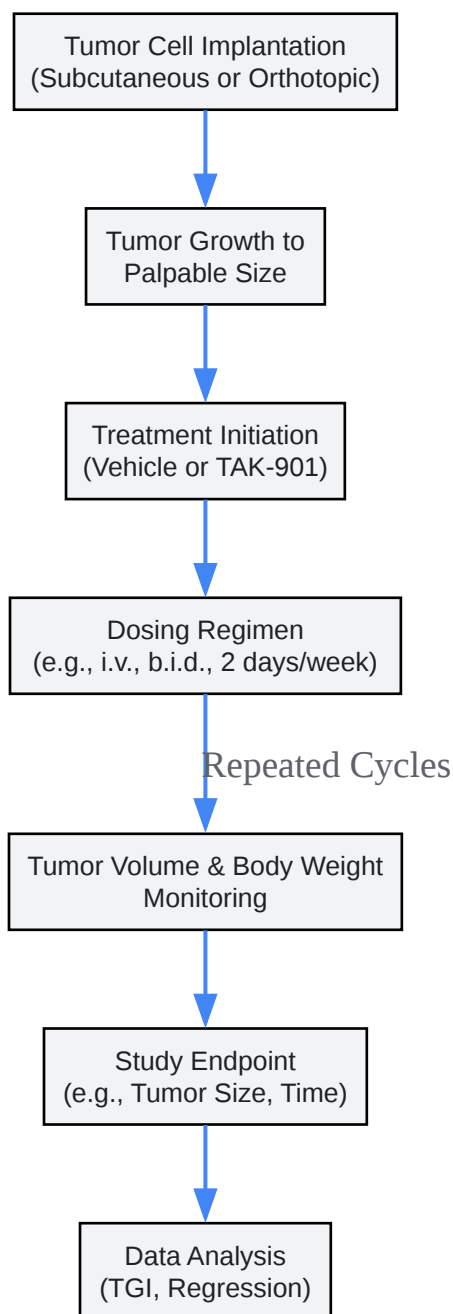 Tumor Cell Implantation
(Subcutaneous or Orthotopic)
Tumor Growth to
Palpable Size
Treatment Initiation
(Vehicle or TAK-901)
Dosing Regimen
(e.g., i.v., b.i.d., 2 days/week)
Repeated Cycles
Tumor Volume & Body Weight
Monitoring
Study Endpoint
(e.g., Tumor Size, Time)
Data Analysis
(TGI, Regression)